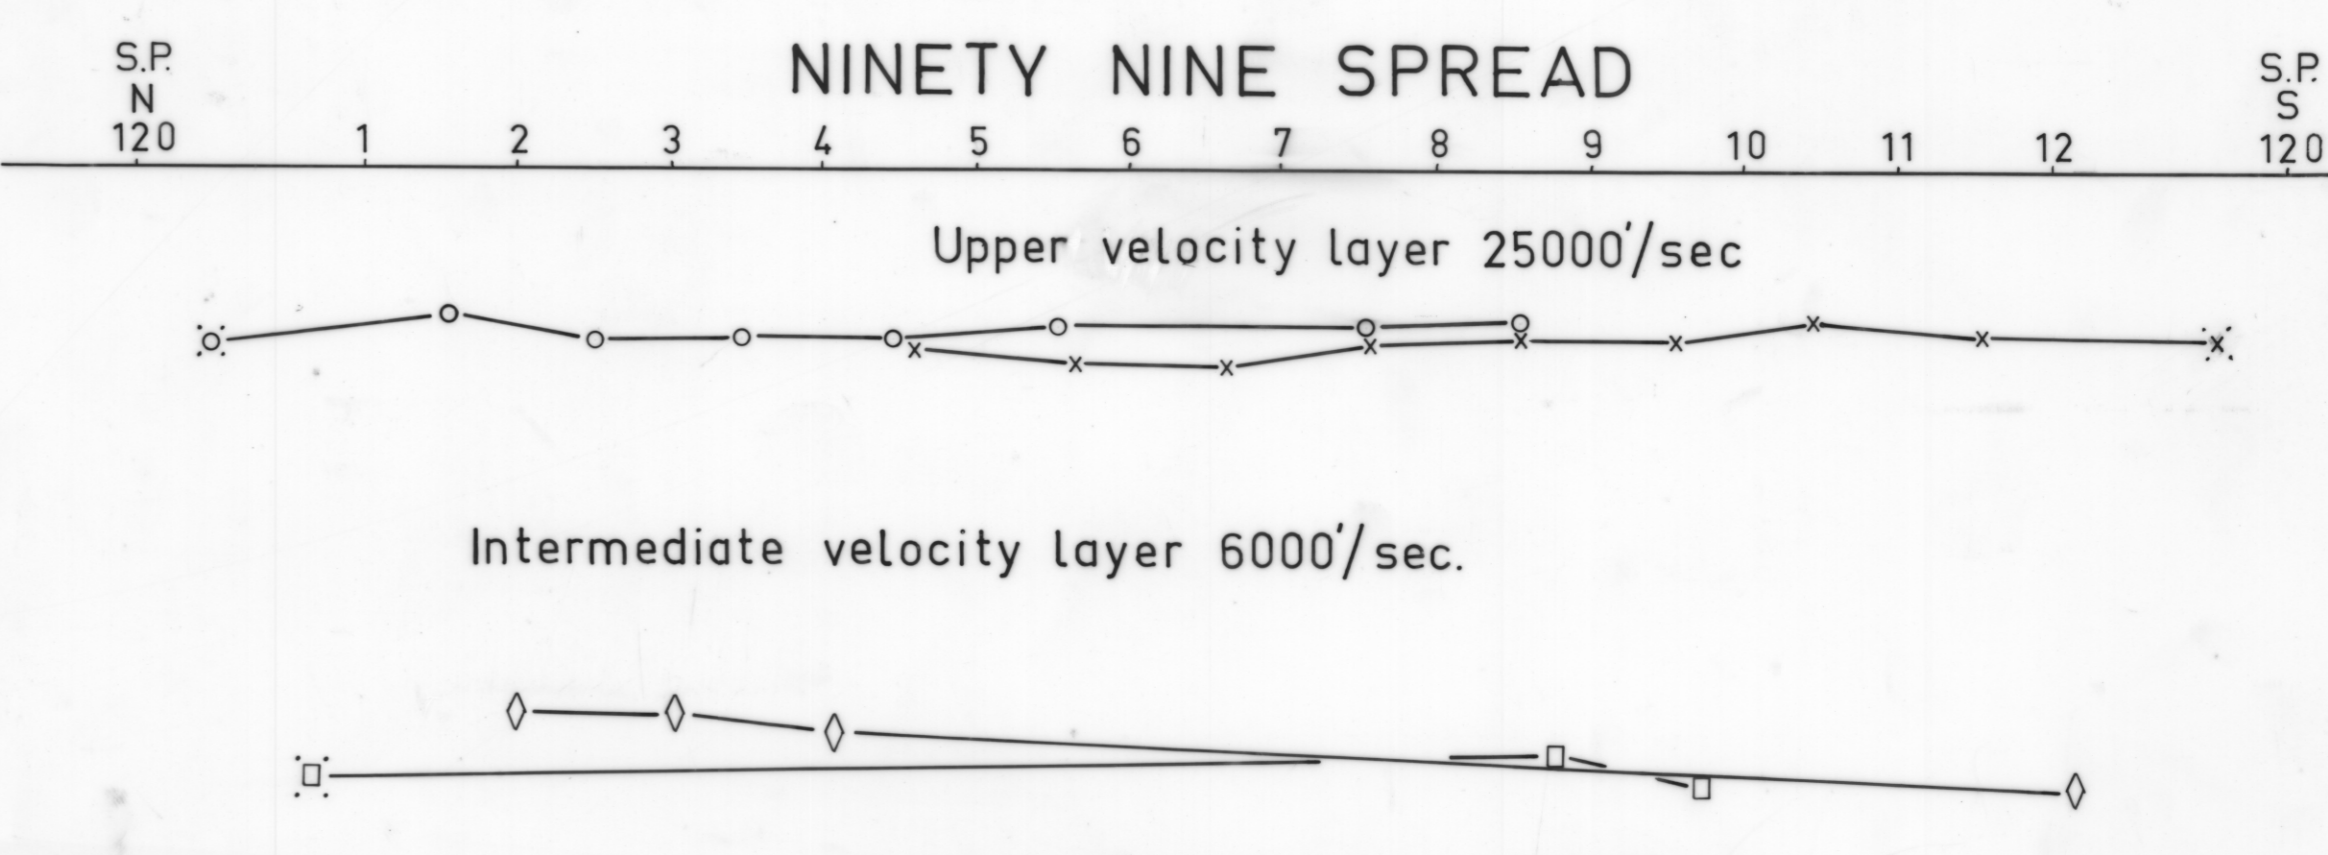 NINETY NINE SPREAD
S.P.
N
120
1 2 3 4 5 6 7 8 9 10 11 12
S.P.
S
120
Upper velocity layer 25000'/sec
Intermediate velocity layer 6000'/sec.